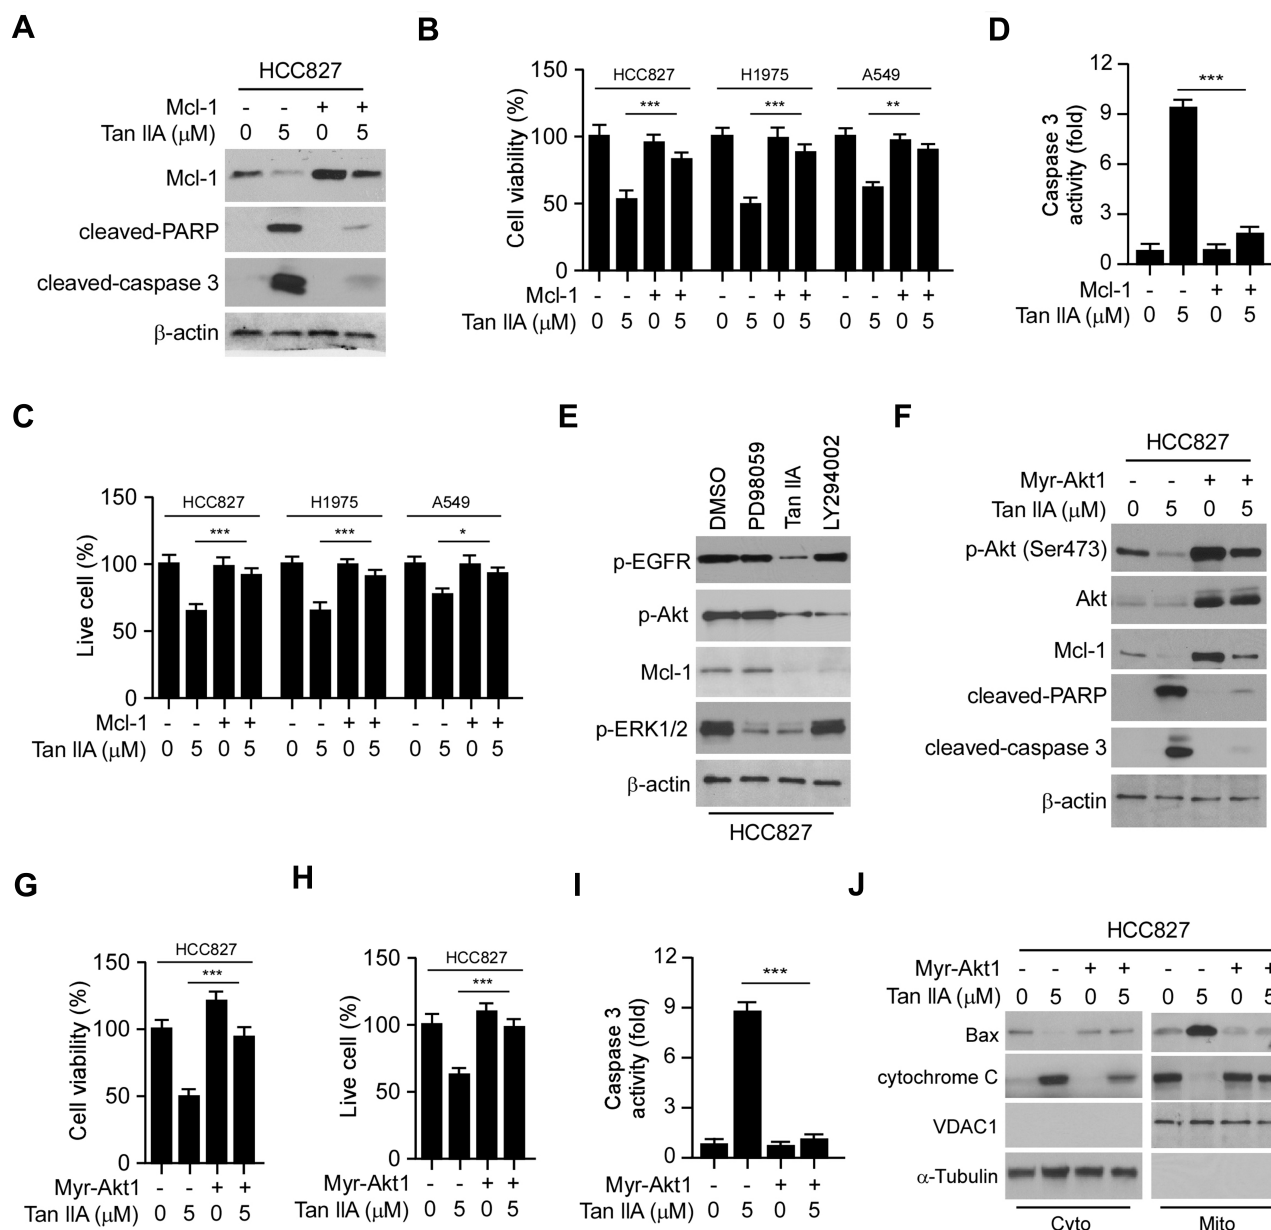 A
HCC827
Mcl-1 - - + +
Tan IIA (μM) 0 5 0 5
Mcl-1
cleaved-PARP
cleaved-caspase 3
β-actin
B
Cell viability (%)
150
100
50
0
HCC827 H1975 A549
*** *** **
Mcl-1 - - + + - - + + - - + +
Tan IIA (μM) 0 5 0 5 0 5 0 5 0 5 0 5
D
Caspase 3
activity (fold)
12
9
6
3
0
***
Mcl-1 - - + +
Tan IIA (μM) 0 5 0 5
C
Live cell (%)
150
100
50
0
HCC827 H1975 A549
*** *** *
Mcl-1 - - + + - - + + - - + +
Tan IIA (μM) 0 5 0 5 0 5 0 5 0 5 0 5
E
DMSO
PD98059
Tan IIA
LY294002
p-EGFR
p-Akt
Mcl-1
p-ERK1/2
β-actin
HCC827
F
HCC827
Myr-Akt1 - - + +
Tan IIA (μM) 0 5 0 5
p-Akt (Ser473)
Akt
Mcl-1
cleaved-PARP
cleaved-caspase 3
β-actin
G
Cell viability (%)
150
100
50
0
HCC827
***
Myr-Akt1 - - + +
Tan IIA (μM) 0 5 0 5
H
Live cell (%)
150
100
50
0
HCC827
***
Myr-Akt1 - - + +
Tan IIA (μM) 0 5 0 5
I
Caspase 3
activity (fold)
12
9
6
3
0
***
Myr-Akt1 - - + +
Tan IIA (μM) 0 5 0 5
J
HCC827
Myr-Akt1 - - + + - - + +
Tan IIA (μM) 0 5 0 5 0 5 0 5
Bax
cytochrome C
VDAC1
α-Tubulin
Cyto Mito